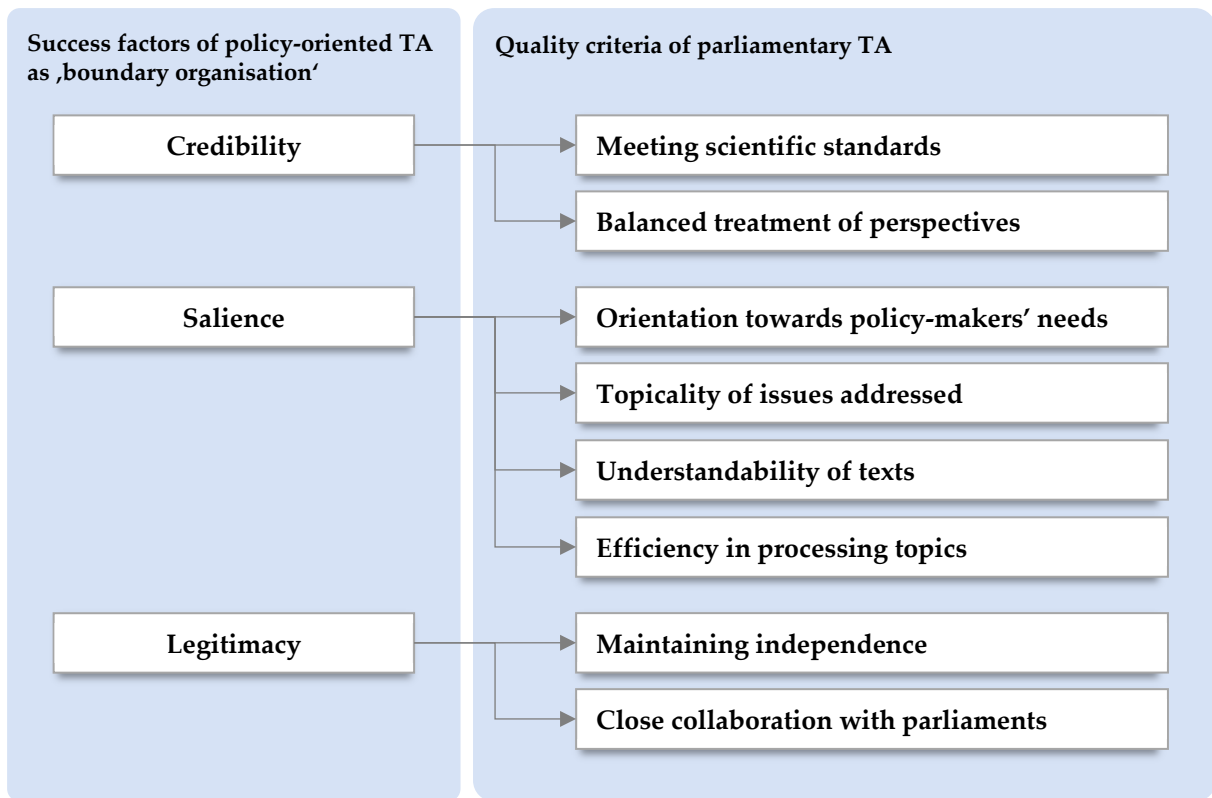 Success factors of policy-oriented TA
as ‚boundary organisation‘
Quality criteria of parliamentary TA
Credibility
Meeting scientific standards
Balanced treatment of perspectives
Salience
Orientation towards policy-makers’ needs
Topicality of issues addressed
Understandability of texts
Efficiency in processing topics
Legitimacy
Maintaining independence
Close collaboration with parliaments